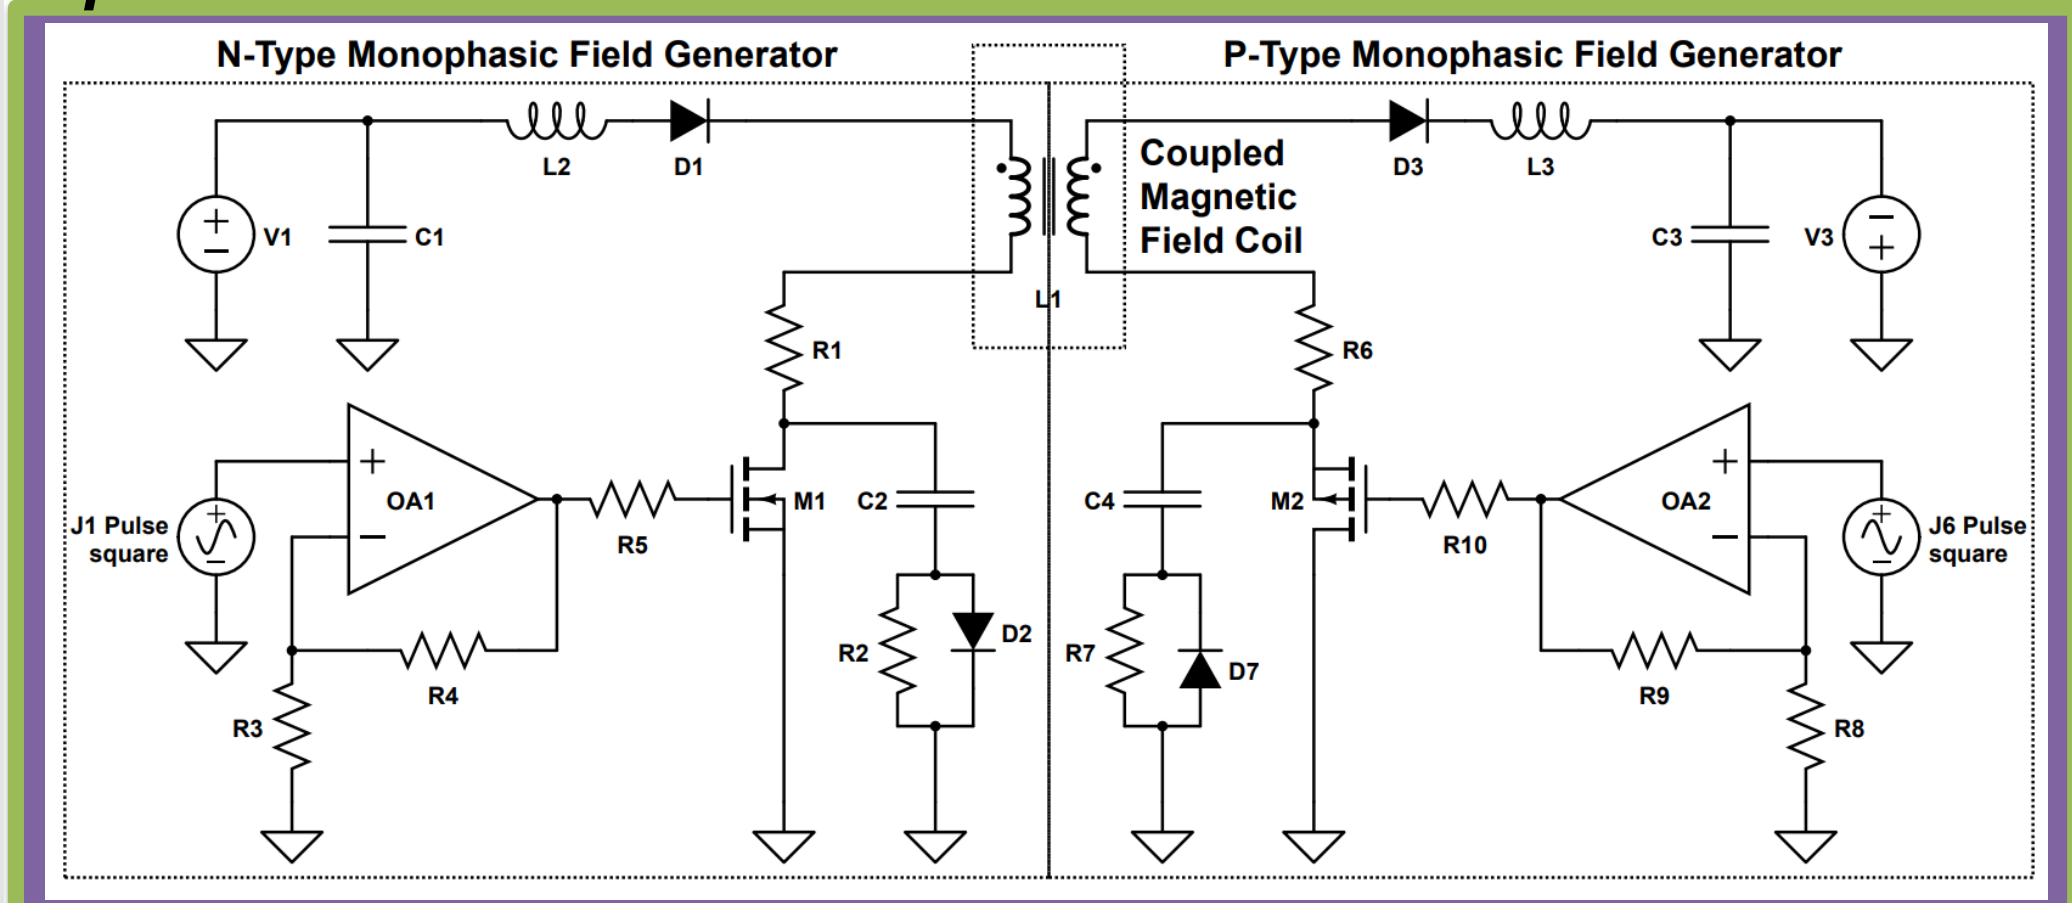 N-Type Monophasic Field Generator
P-Type Monophasic Field Generator
L2
D1
D3
L3
Coupled
Magnetic
Field Coil
+
−
V1
C1
C3
V3
−
+
L1
R1
R6
+
−
OA1
J1 Pulse
square
+
−
R5
M1
C2
C4
M2
R10
+
−
OA2
J6 Pulse
square
+
−
R4
R3
R2
D2
R7
D7
R9
R8